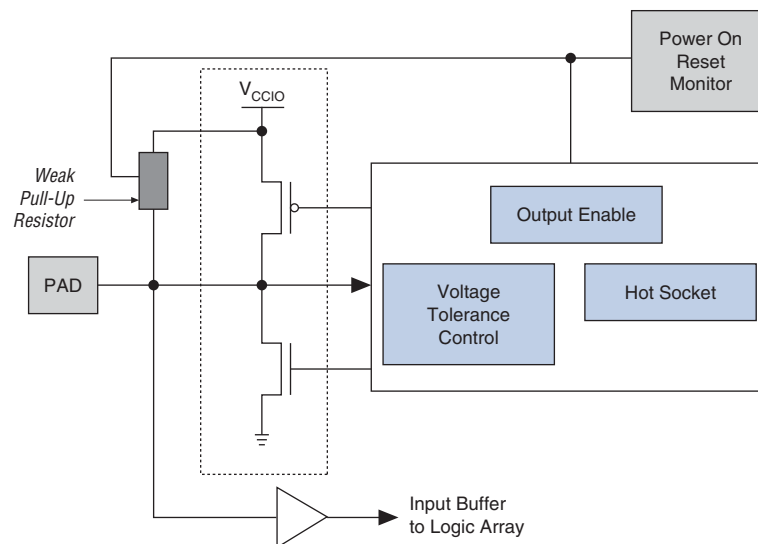 Power On
Reset
Monitor
VCCIO
Weak
Pull-Up
Resistor
Output Enable
PAD
Voltage
Tolerance
Control
Hot Socket
Input Buffer
to Logic Array